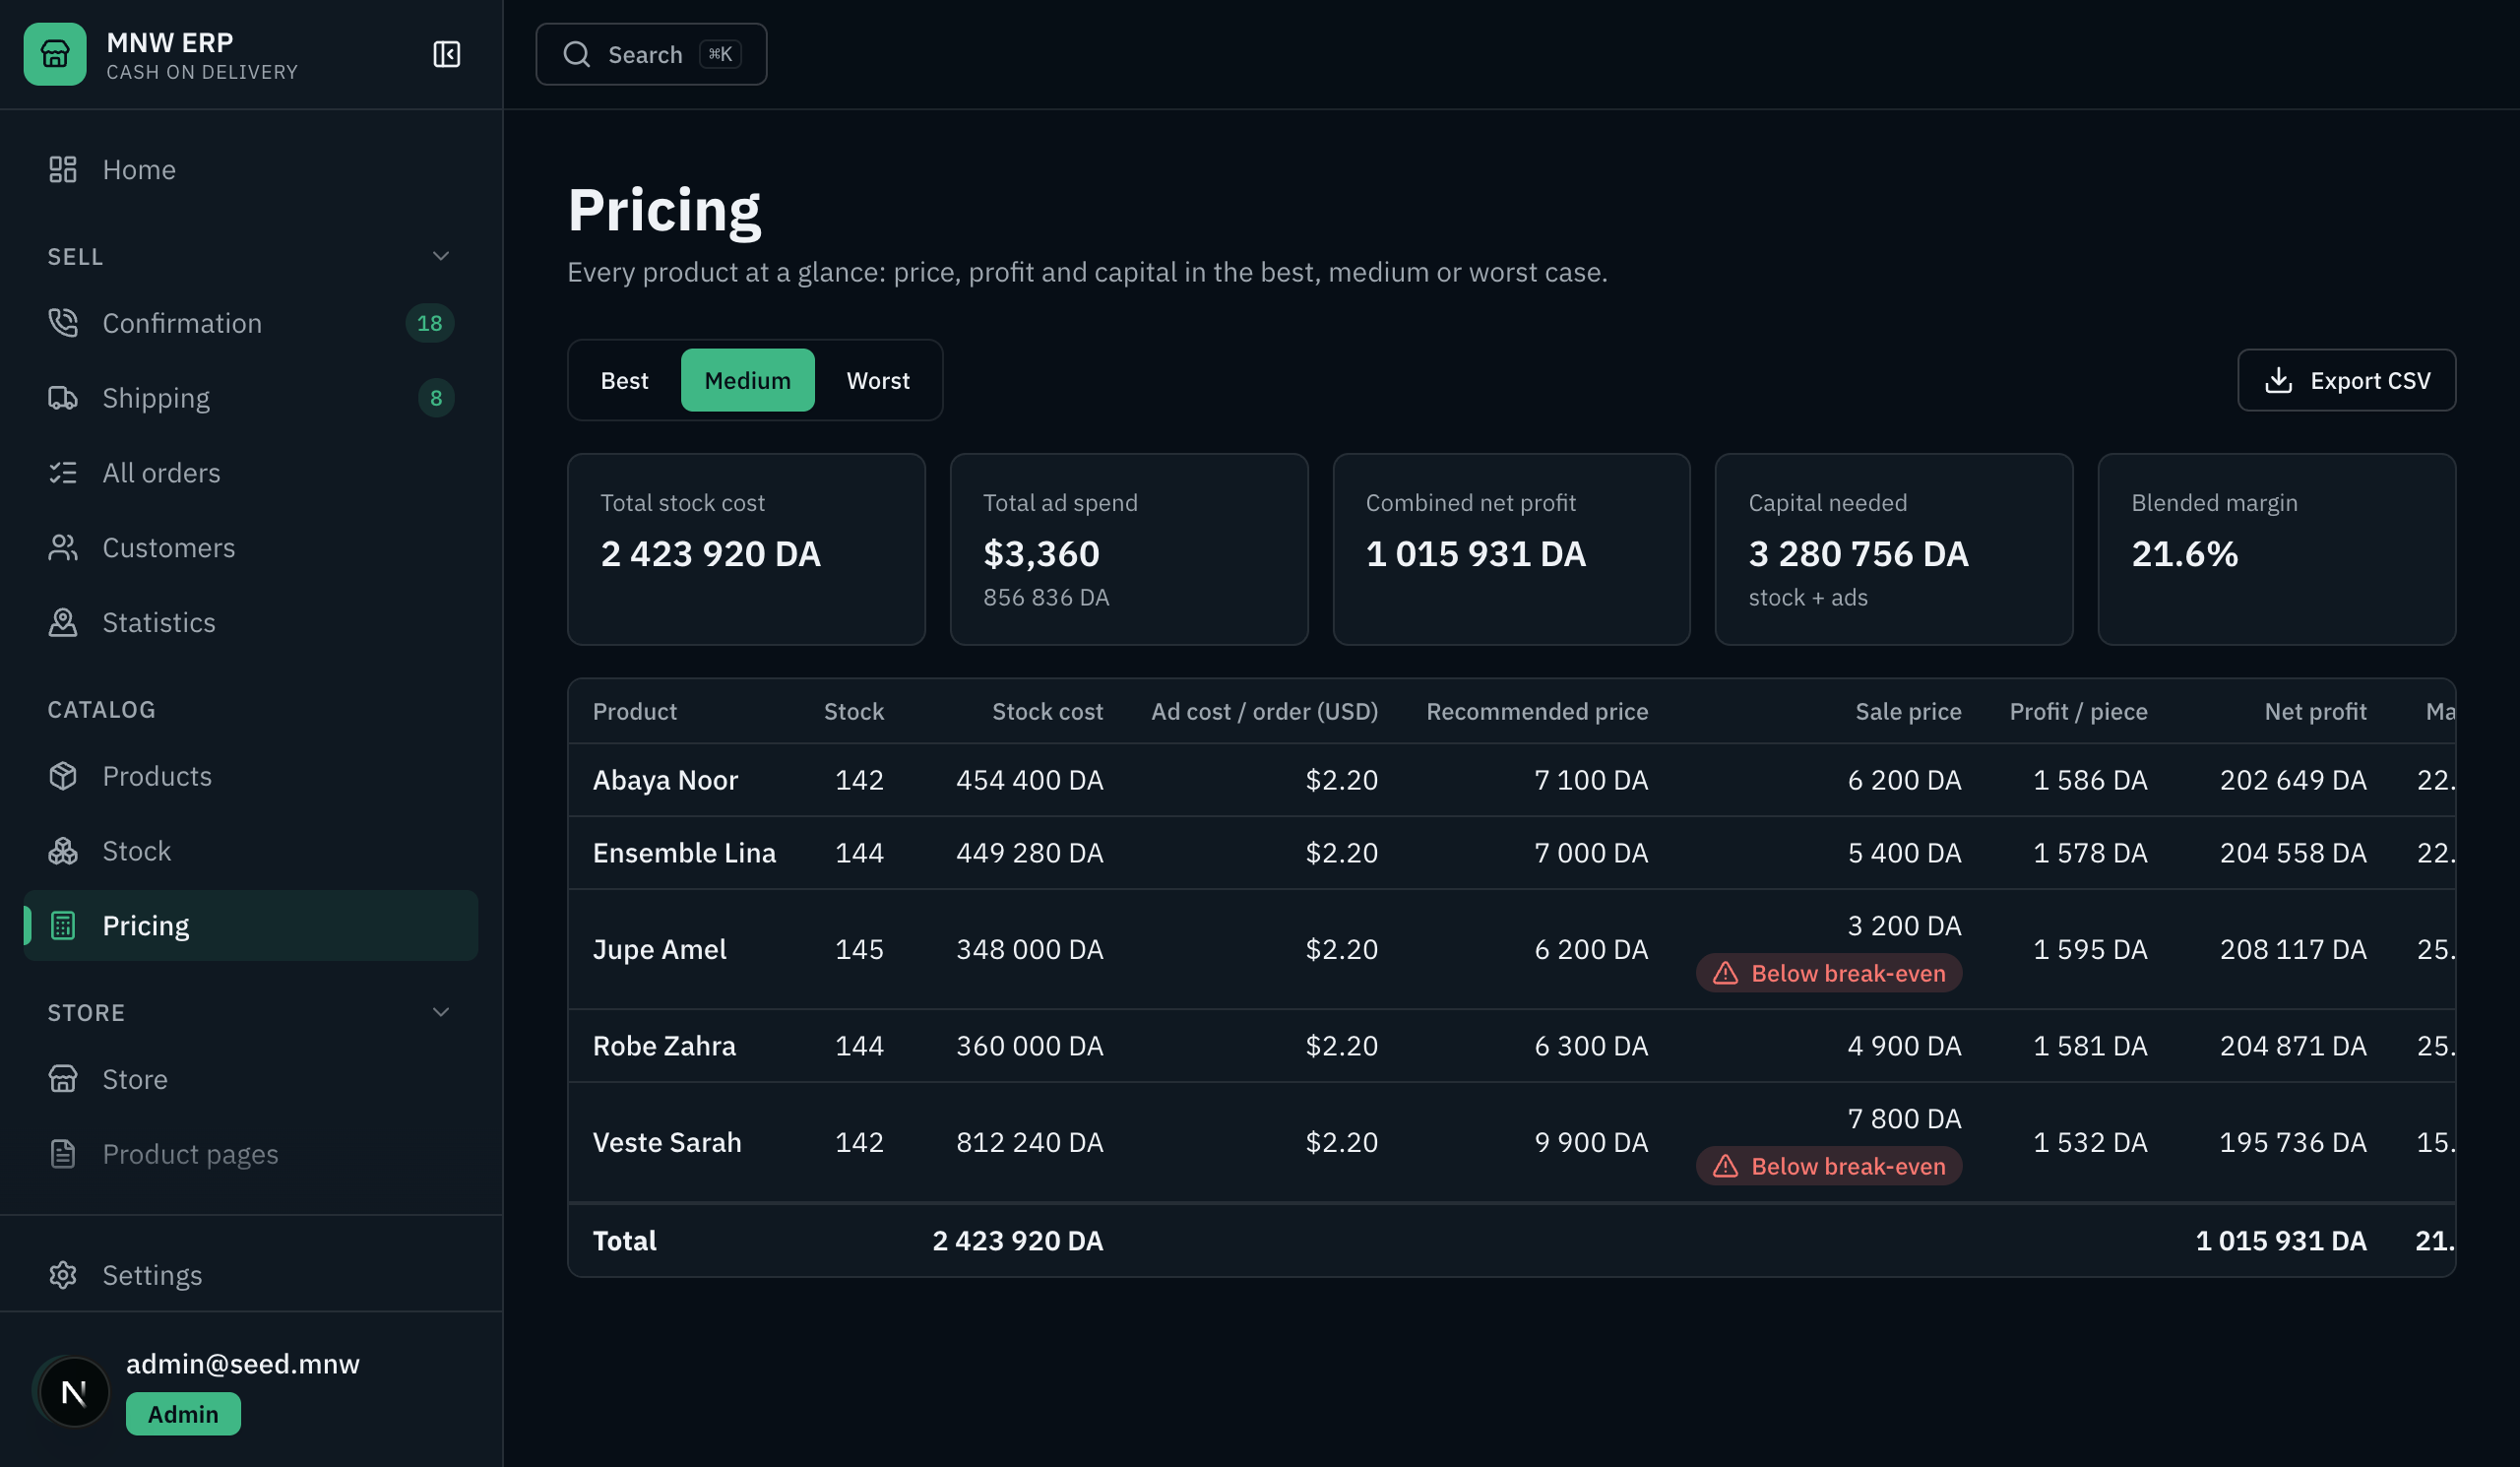 MNW ERP
CASH ON DELIVERY
Search ⌘K
Home
SELL
Confirmation 18
Shipping 8
All orders
Customers
Statistics
CATALOG
Products
Stock
Pricing
STORE
Store
Product pages
Settings
N
admin@seed.mnw
Admin
Pricing
Every product at a glance: price, profit and capital in the best, medium or worst case.
Best Medium Worst
Export CSV
Total stock cost
2 423 920 DA
Total ad spend
$3,360
856 836 DA
Combined net profit
1 015 931 DA
Capital needed
3 280 756 DA
stock + ads
Blended margin
21.6%
Product Stock Stock cost Ad cost / order (USD) Recommended price Sale price Profit / piece Net profit Ma
Abaya Noor 142 454 400 DA $2.20 7 100 DA 6 200 DA 1 586 DA 202 649 DA 22.
Ensemble Lina 144 449 280 DA $2.20 7 000 DA 5 400 DA 1 578 DA 204 558 DA 22.
Jupe Amel 145 348 000 DA $2.20 6 200 DA 3 200 DA 1 595 DA 208 117 DA 25.
Below break-even
Robe Zahra 144 360 000 DA $2.20 6 300 DA 4 900 DA 1 581 DA 204 871 DA 25.
Veste Sarah 142 812 240 DA $2.20 9 900 DA 7 800 DA 1 532 DA 195 736 DA 15.
Below break-even
Total 2 423 920 DA 1 015 931 DA 21.